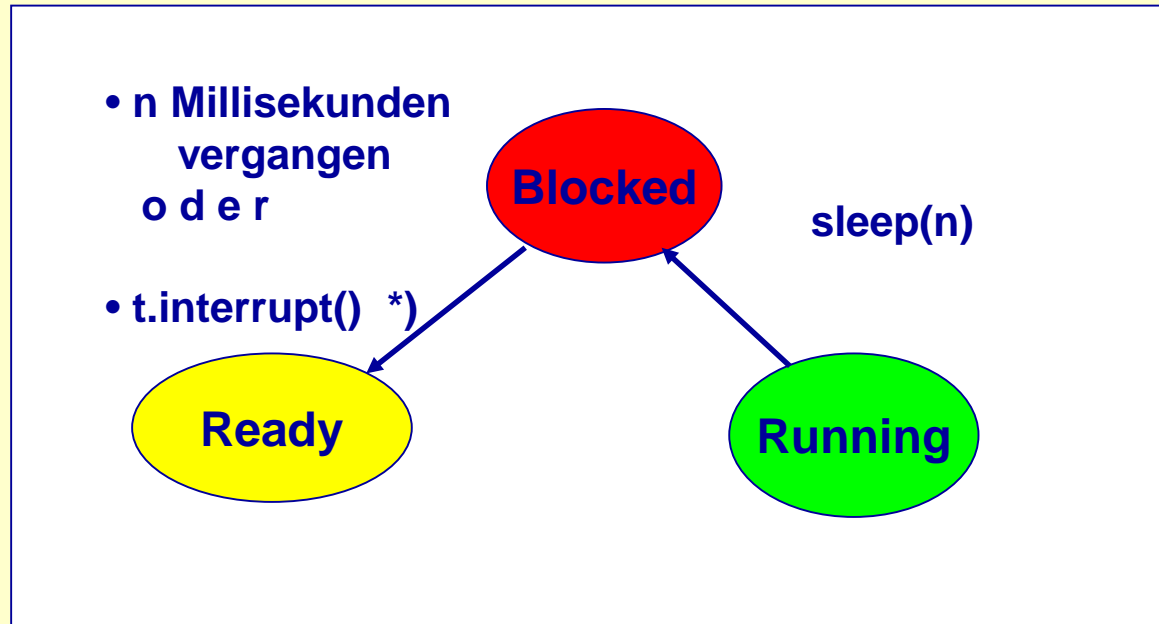 • n Millisekunden
vergangen
o d e r
Blocked
sleep(n)
• t.interrupt() *)
Ready
Running